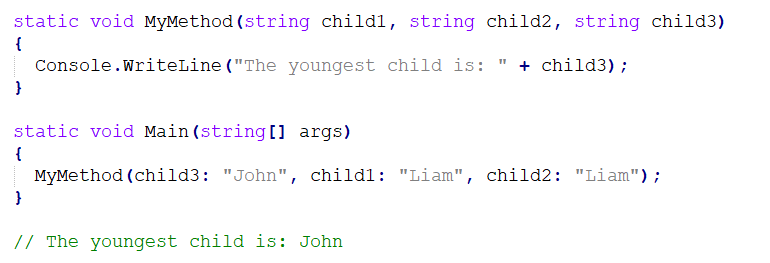 static void MyMethod(string child1, string child2, string child3)
{
  Console.WriteLine("The youngest child is: " + child3);
}

static void Main(string[] args)
{
  MyMethod(child3: "John", child1: "Liam", child2: "Liam");
}

// The youngest child is: John